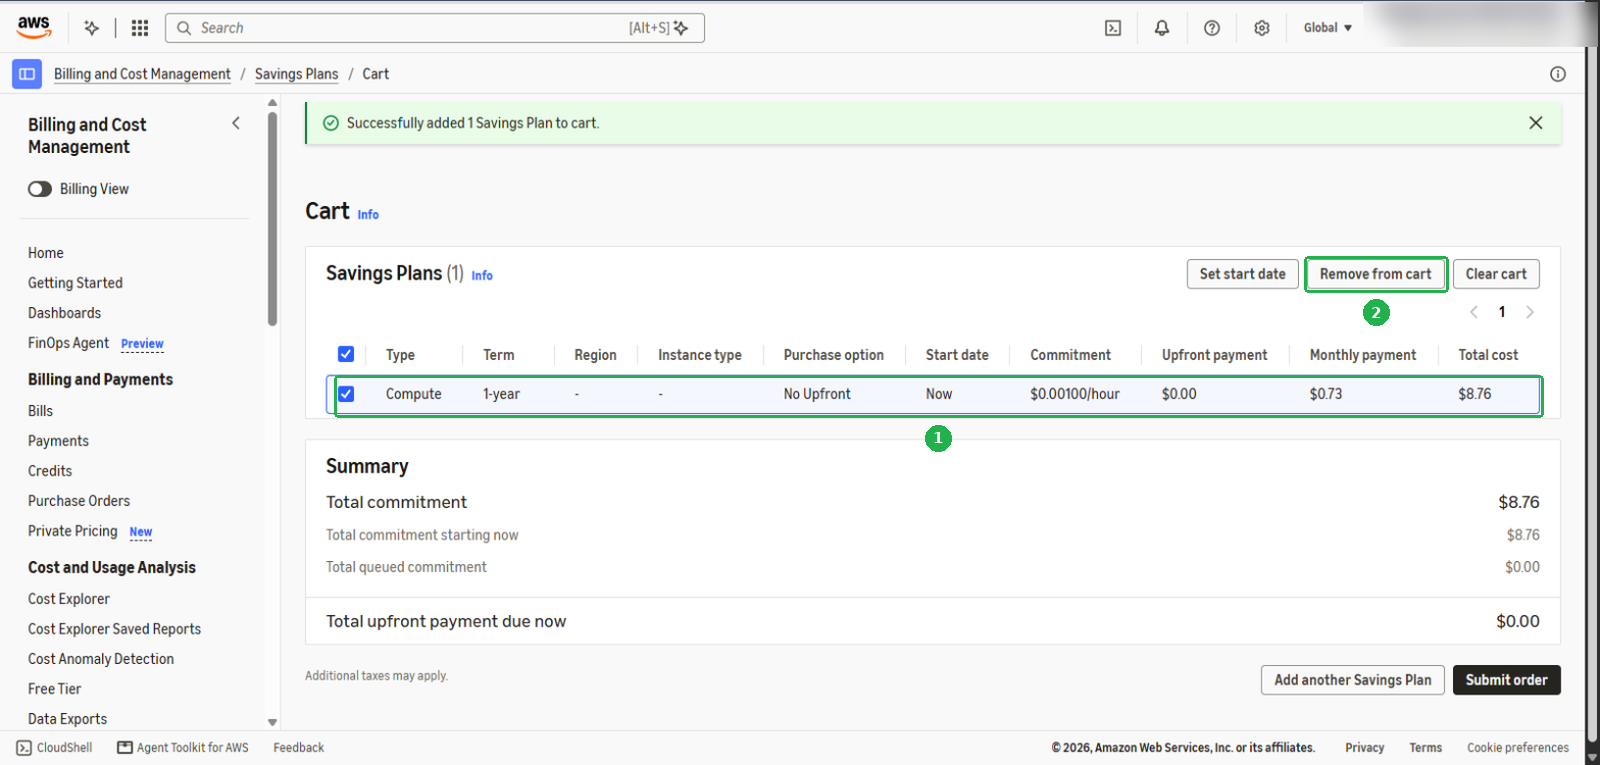 aws
Search [Alt+S]
Global
Billing and Cost Management / Savings Plans / Cart
Billing and Cost
Management
Billing View
Home
Getting Started
Dashboards
FinOps Agent Preview
Billing and Payments
Bills
Payments
Credits
Purchase Orders
Private Pricing New
Cost and Usage Analysis
Cost Explorer
Cost Explorer Saved Reports
Cost Anomaly Detection
Free Tier
Data Exports
Successfully added 1 Savings Plan to cart.
Cart Info
Savings Plans (1) Info
Set start date Remove from cart Clear cart
2 1
Type Term Region Instance type Purchase option Start date Commitment Upfront payment Monthly payment Total cost
Compute 1-year - - No Upfront Now $0.00100/hour $0.00 $0.73 $8.76
1
Summary
Total commitment $8.76
Total commitment starting now $8.76
Total queued commitment $0.00
Total upfront payment due now $0.00
Additional taxes may apply.
Add another Savings Plan Submit order
CloudShell Agent Toolkit for AWS Feedback © 2026, Amazon Web Services, Inc. or its affiliates. Privacy Terms Cookie preferences